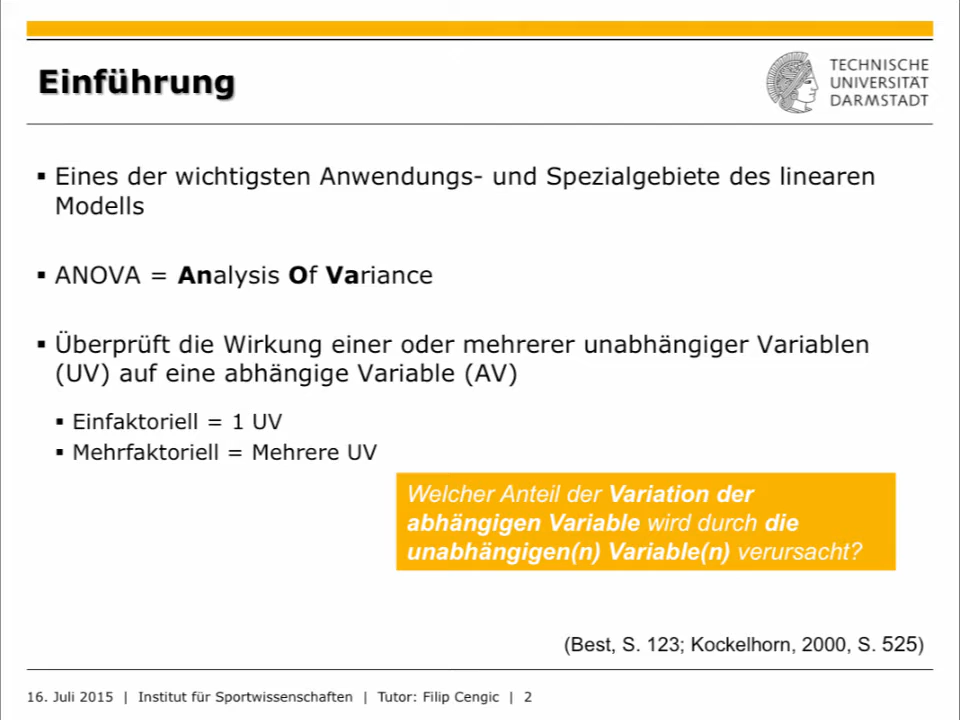 Einführung
TECHNISCHE
UNIVERSITÄT
DARMSTADT
▪ Eines der wichtigsten Anwendungs- und Spezialgebiete des linearen
Modells
▪ ANOVA = Analysis Of Variance
▪ Überprüft die Wirkung einer oder mehrerer unabhängiger Variablen
(UV) auf eine abhängige Variable (AV)
▪ Einfaktoriell = 1 UV
▪ Mehrfaktoriell = Mehrere UV
Welcher Anteil der Variation der
abhängigen Variable wird durch die
unabhängigen(n) Variable(n) verursacht?
(Best, S. 123; Kockelhorn, 2000, S. 525)
16. Juli 2015 | Institut für Sportwissenschaften | Tutor: Filip Cengic | 2